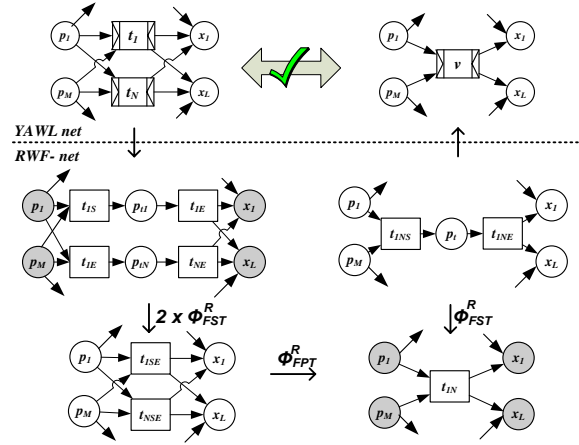 p1 t1 x1 p1 x1
v
pM tN xL pM xL
YAWL net
RWF- net
p1 t1S pt1 t1E x1 p1 x1
t1NS pt t1NE
pM t1E ptN tNE xL pM xL
2 x ΦRFST ΦRFST
p1 t1SE x1 ΦRFPT p1 x1
t1N
pM tNSE xL pM xL